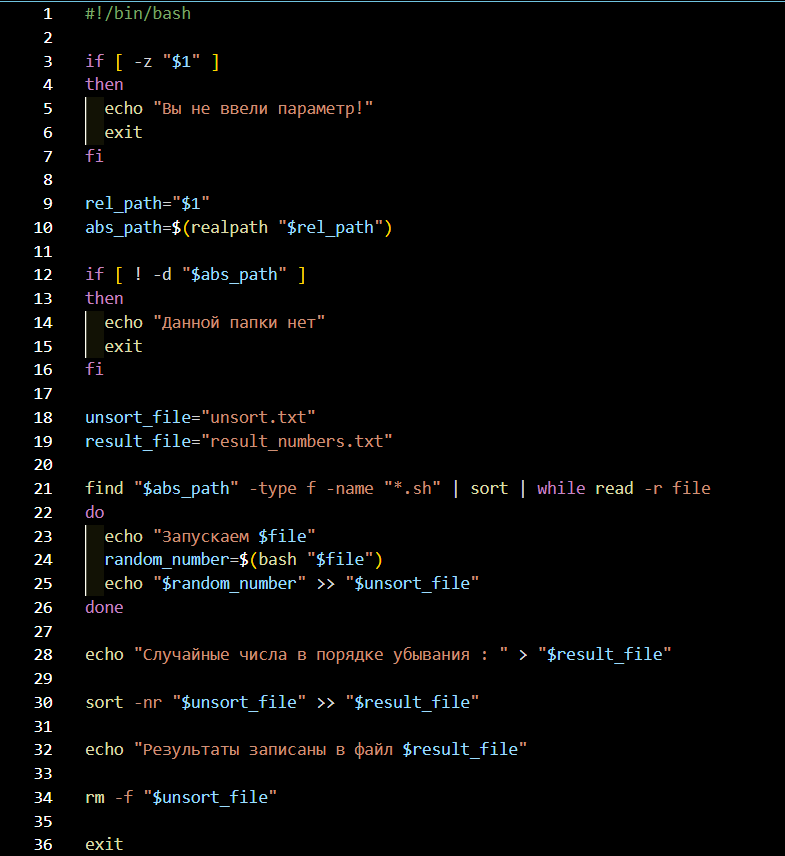 1 #!/bin/bash
2
3 if [ -z "$1" ]
4 then
5 echo "Вы не ввели параметр!"
6 exit
7 fi
8
9 rel_path="$1"
10 abs_path=$(realpath "$rel_path")
11
12 if [ ! -d "$abs_path" ]
13 then
14 echo "Данной папки нет"
15 exit
16 fi
17
18 unsort_file="unsort.txt"
19 result_file="result_numbers.txt"
20
21 find "$abs_path" -type f -name "*.sh" | sort | while read -r file
22 do
23 echo "Запускаем $file"
24 random_number=$(bash "$file")
25 echo "$random_number" >> "$unsort_file"
26 done
27
28 echo "Случайные числа в порядке убывания : " > "$result_file"
29
30 sort -nr "$unsort_file" >> "$result_file"
31
32 echo "Результаты записаны в файл $result_file"
33
34 rm -f "$unsort_file"
35
36 exit